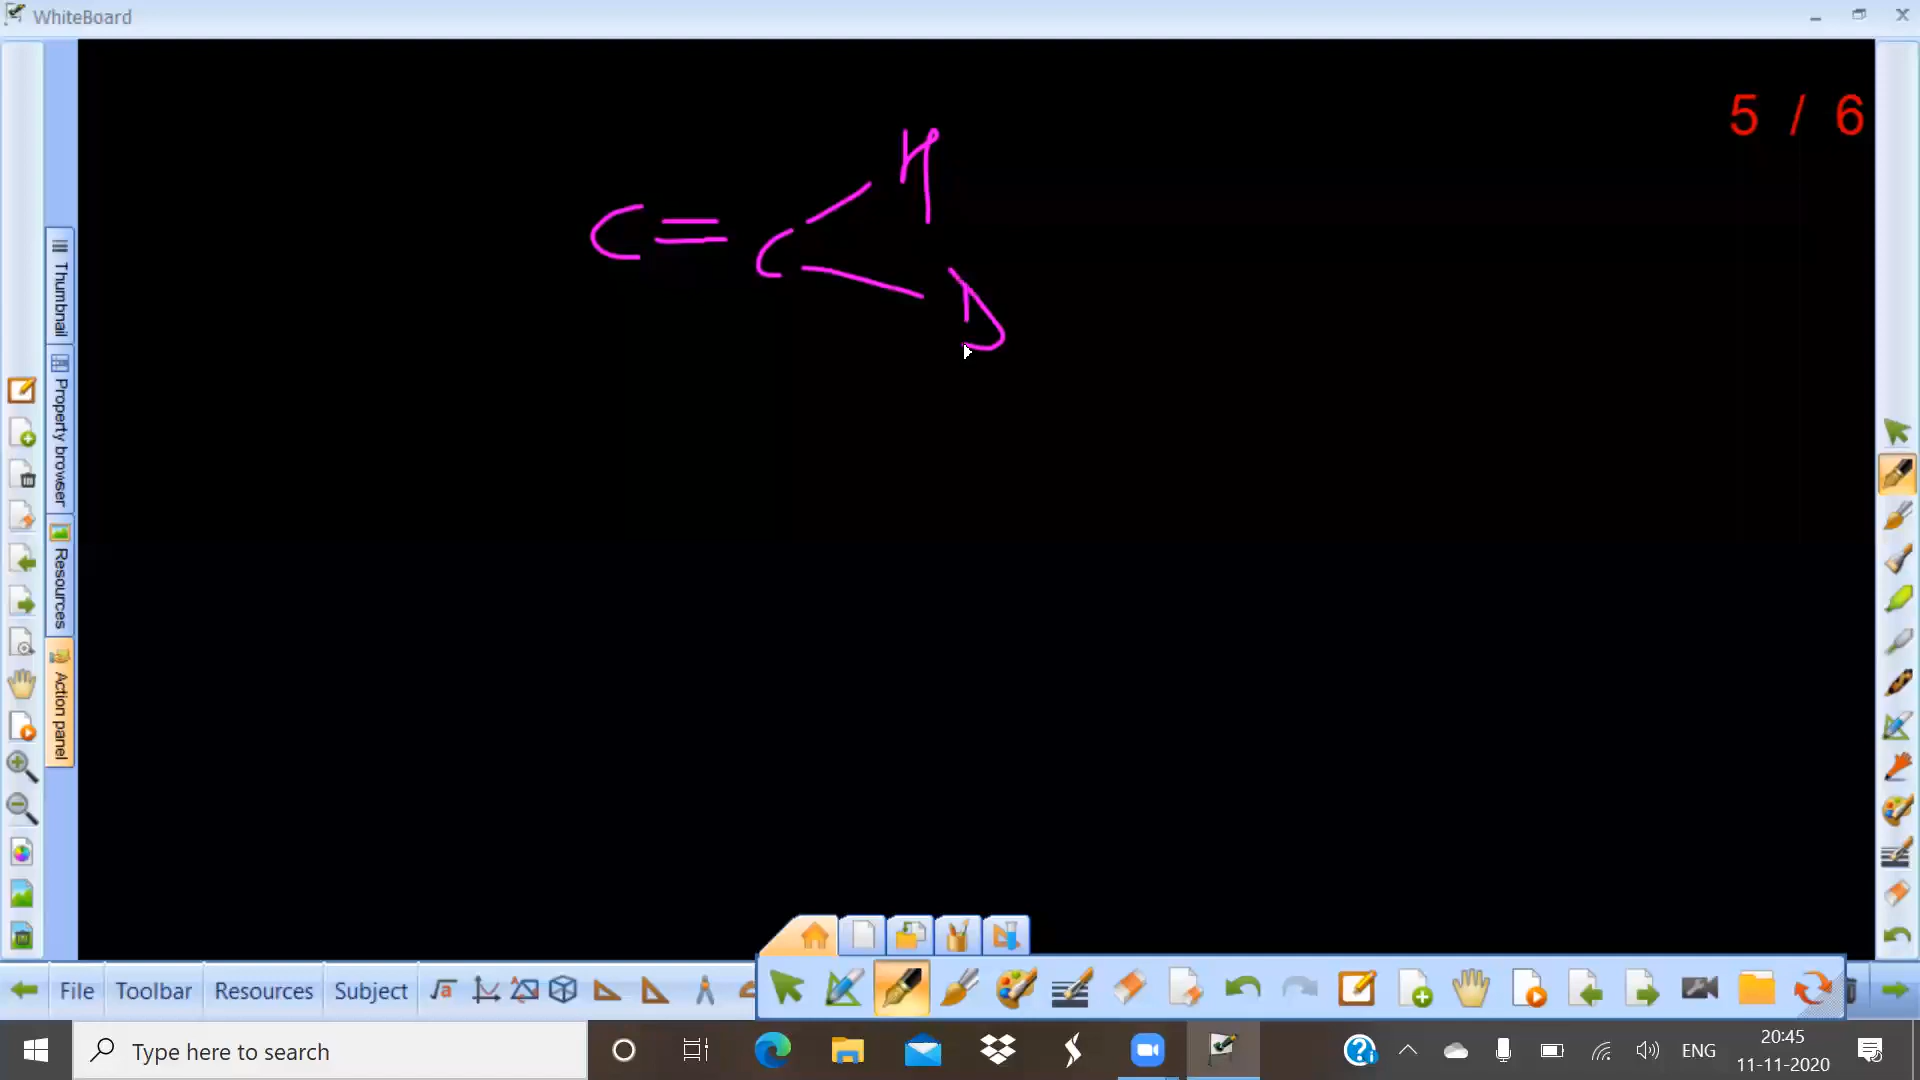 WhiteBoard
5 / 6
H
C = C
D
Thumbnail
Property browser
Resources
Action panel
File
Toolbar
Resources
Subject
Type here to search
ENG
20:45
11-11-2020